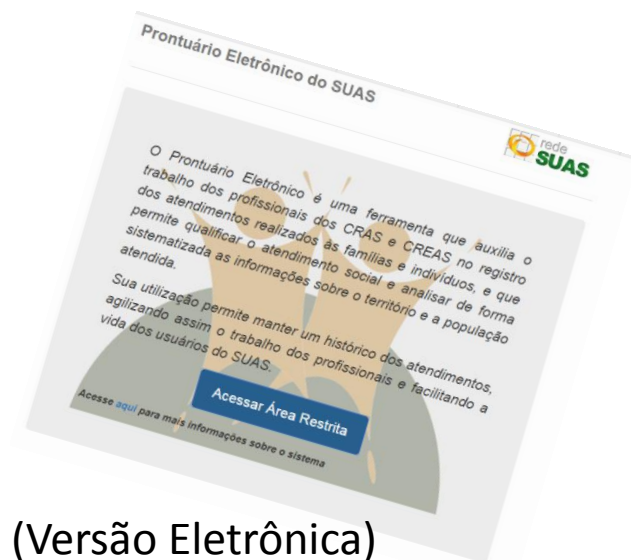 Prontuário Eletrônico do SUAS
rede
SUAS
O Prontuário Eletrônico é uma ferramenta que auxilia o
trabalho dos profissionais dos CRAS e CREAS no registro
dos atendimentos realizados às famílias e indivíduos, e que
permite qualificar o atendimento social e analisar de forma
sistematizada as informações sobre o território e a população
atendida.
Sua utilização permite manter um histórico dos atendimentos,
agilizando assim o trabalho dos profissionais e facilitando a
vida dos usuários do SUAS.
Acessar Área Restrita
Acesse aqui para mais informações sobre o sistema
(Versão Eletrônica)